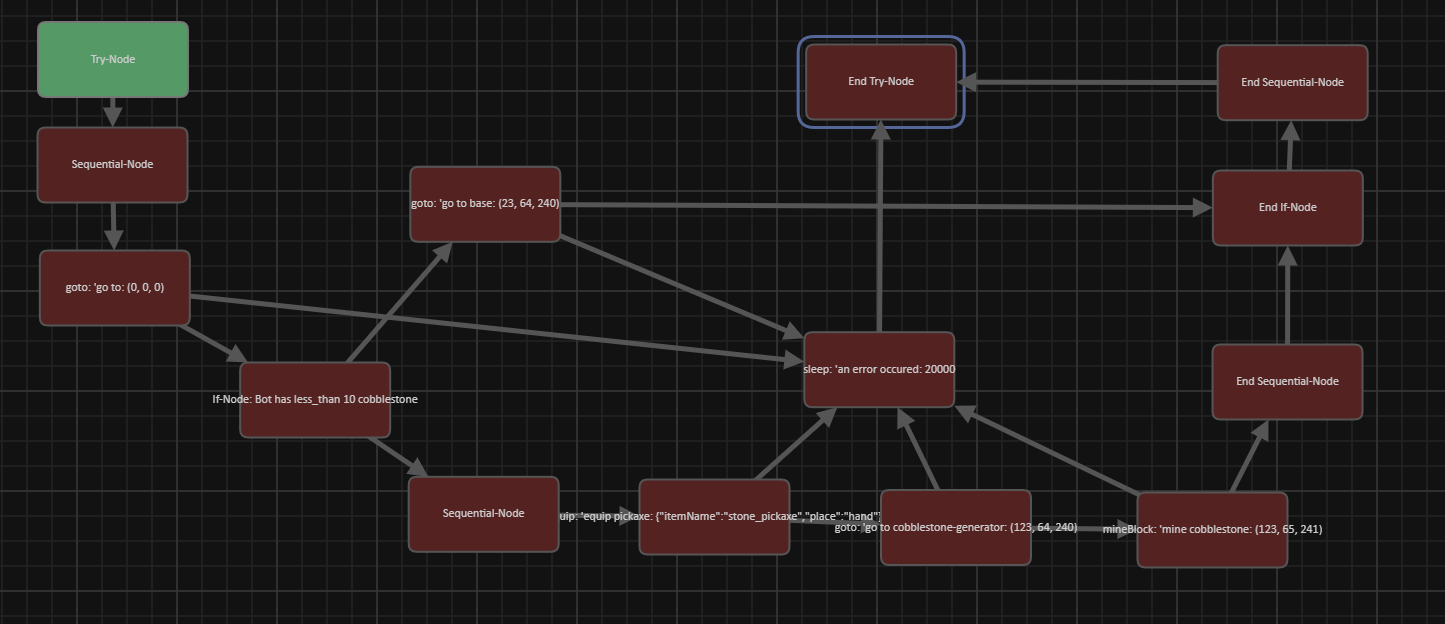 Try-Node
End Try-Node
End Sequential-Node
Sequential-Node
goto: 'go to base: (23, 64, 240)
End If-Node
goto: 'go to: (0, 0, 0)
sleep: 'an error occured: 20000
End Sequential-Node
If-Node: Bot has less_than 10 cobblestone
Sequential-Node
uip: 'equip pickaxe: {"itemName":"stone_pickaxe","place":"hand"}
goto: 'go to cobblestone-generator: (123, 64, 240)
mineBlock: 'mine cobblestone: (123, 65, 241)